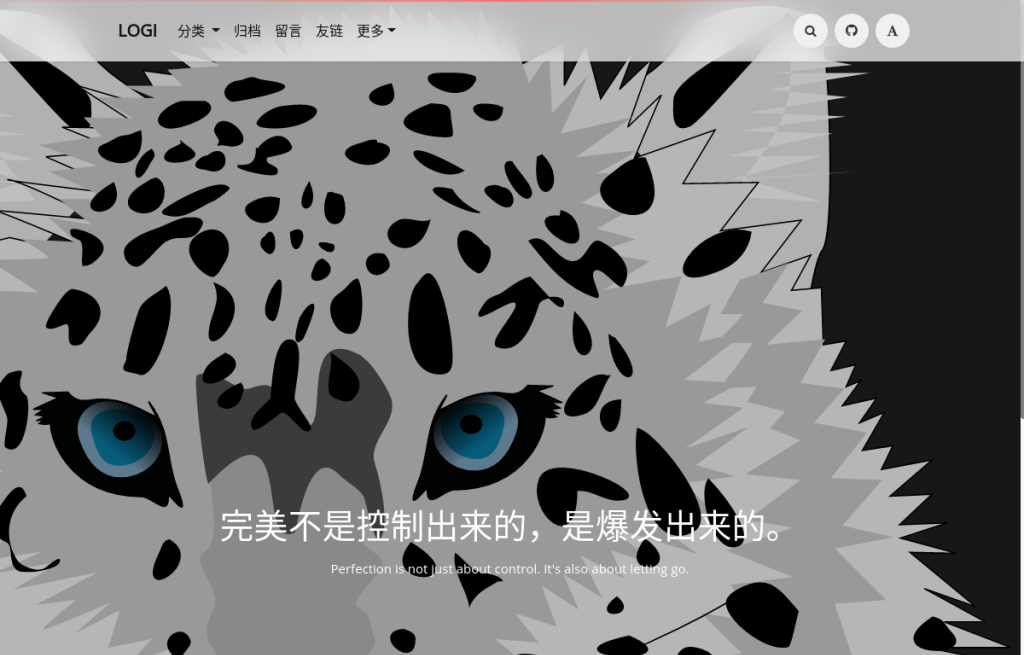 LOGI 分类 归档 留言 友链 更多 A
完美不是控制出来的，是爆发出来的。
Perfection is not just about control. It's also about letting go.